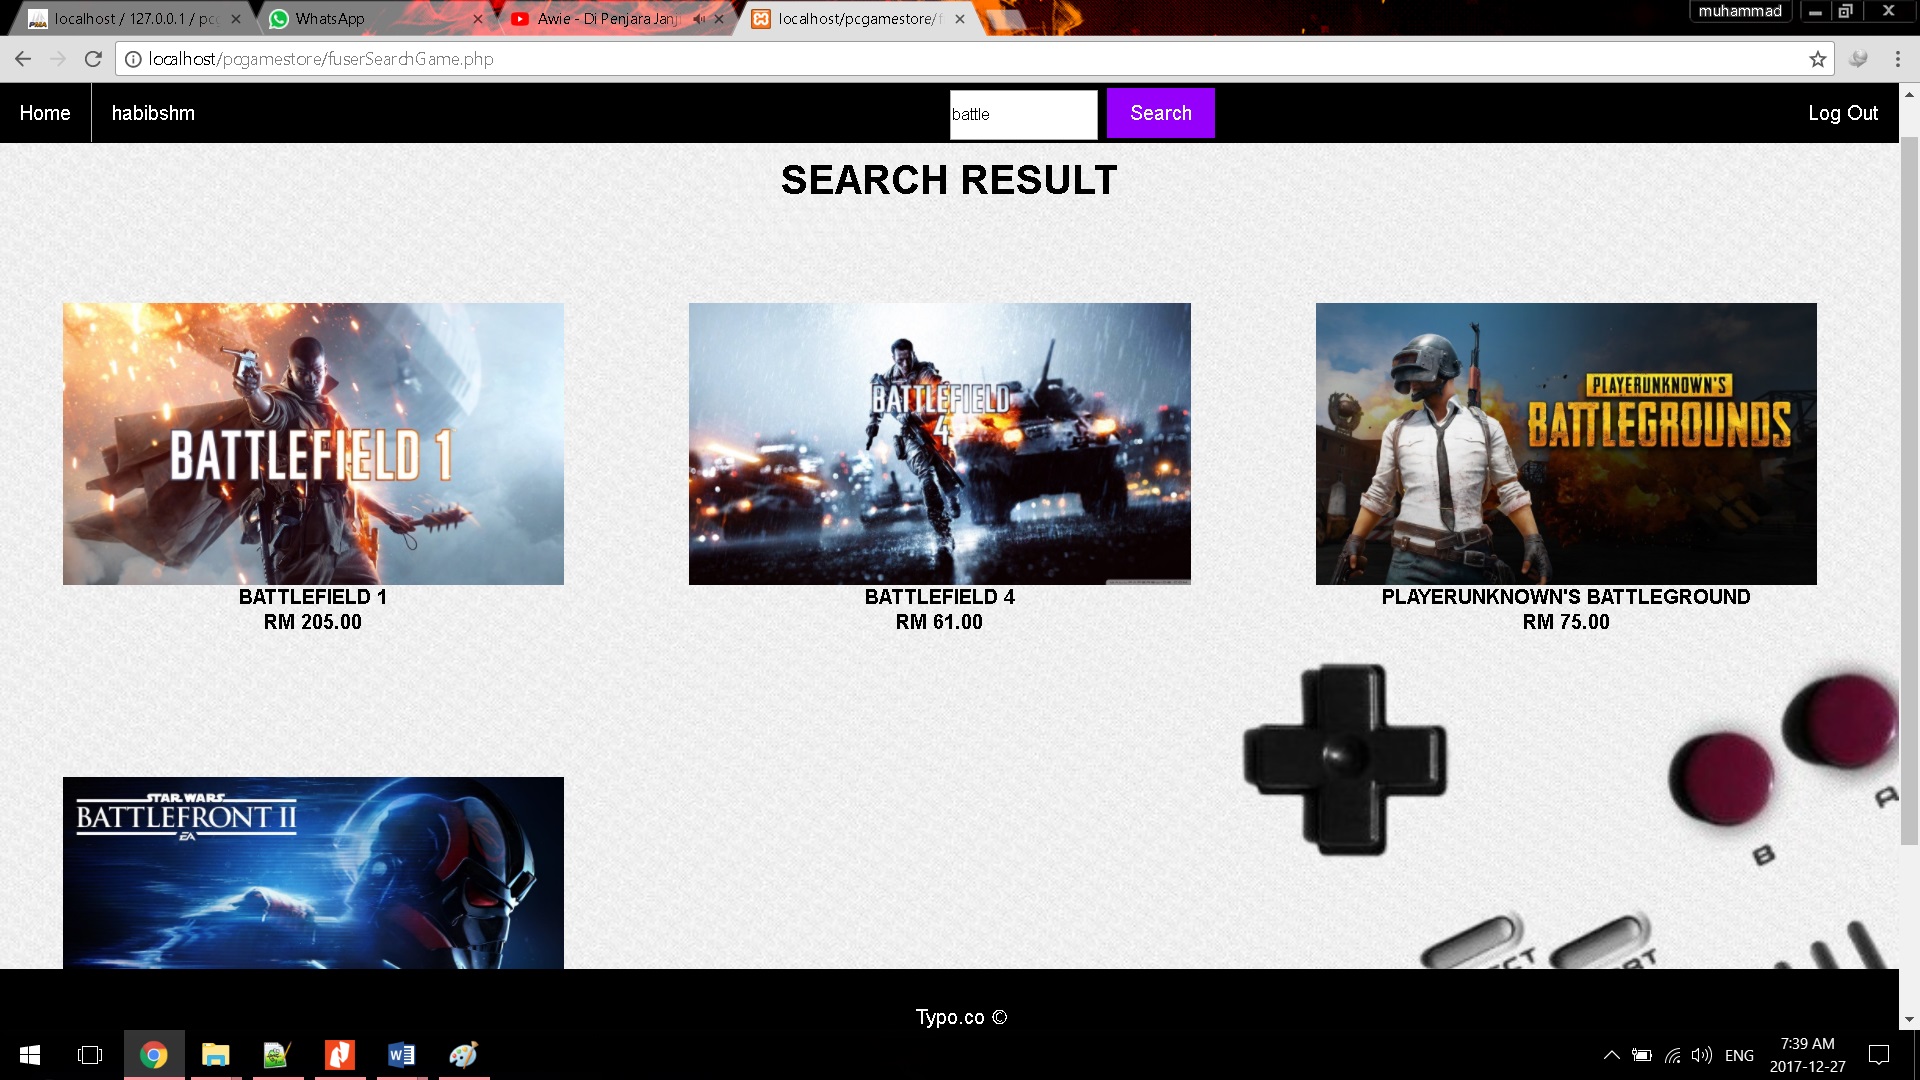 localhost / 127.0.0.1 / pcg
WhatsApp
Awie - Di Penjara Janji
localhost/pcgamestore/f
muhammad
localhost/pcgamestore/fuserSearchGame.php
Home
habibshm
battle
Search
Log Out
SEARCH RESULT
BATTLEFIELD 1
BATTLEFIELD
4
PLAYERUNKNOWN'S
BATTLEGROUNDS
BATTLEFIELD 1
RM 205.00
BATTLEFIELD 4
RM 61.00
PLAYERUNKNOWN'S BATTLEGROUND
RM 75.00
STAR WARS
BATTLEFRONT II
EA
A
B
Typo.co ©
ENG
7:39 AM
2017-12-27